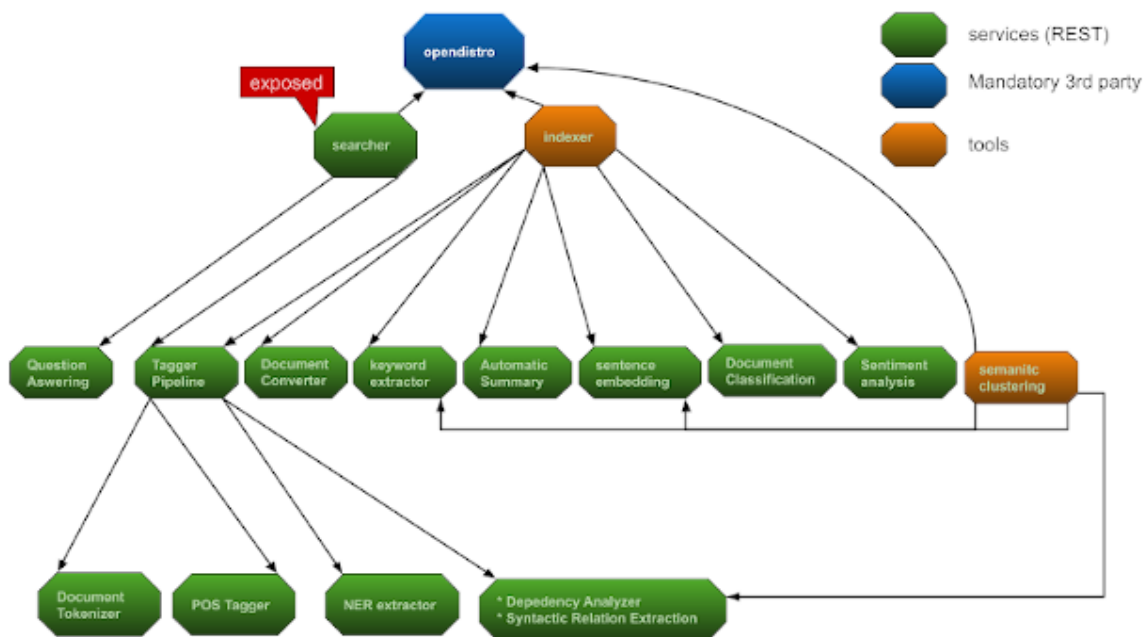 opendistro
services (REST)
exposed
Mandatory 3rd party
searcher
indexer
tools
Question
Aswering
Tagger
Pipeline
Document
Converter
keyword
extractor
Automatic
Summary
sentence
embedding
Document
Classification
Sentiment
analysis
semanitc
clustering
Document
Tokenizer
POS Tagger
NER extractor
* Depedency Analyzer
* Syntactic Relation Extraction